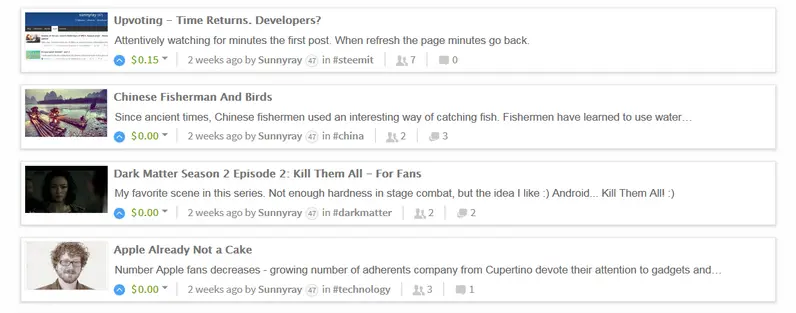 Upvoting – Time Returns. Developers?
Attentively watching for minutes the first post. When refresh the page minutes go back.
$0.15 2 weeks ago by Sunnyray 47 in #steemit 7 0
Chinese Fisherman And Birds
Since ancient times, Chinese fishermen used an interesting way of catching fish. Fishermen have learned to use water…
$0.00 2 weeks ago by Sunnyray 47 in #china 2 3
Dark Matter Season 2 Episode 2: Kill Them All – For Fans
My favorite scene in this series. Not enough hardness in stage combat, but the idea I like :) Android... Kill Them All! :)
$0.00 2 weeks ago by Sunnyray 47 in #darkmatter 2 2
Apple Already Not a Cake
Number Apple fans decreases - growing number of adherents company from Cupertino devote their attention to gadgets and…
$0.00 2 weeks ago by Sunnyray 47 in #technology 3 1